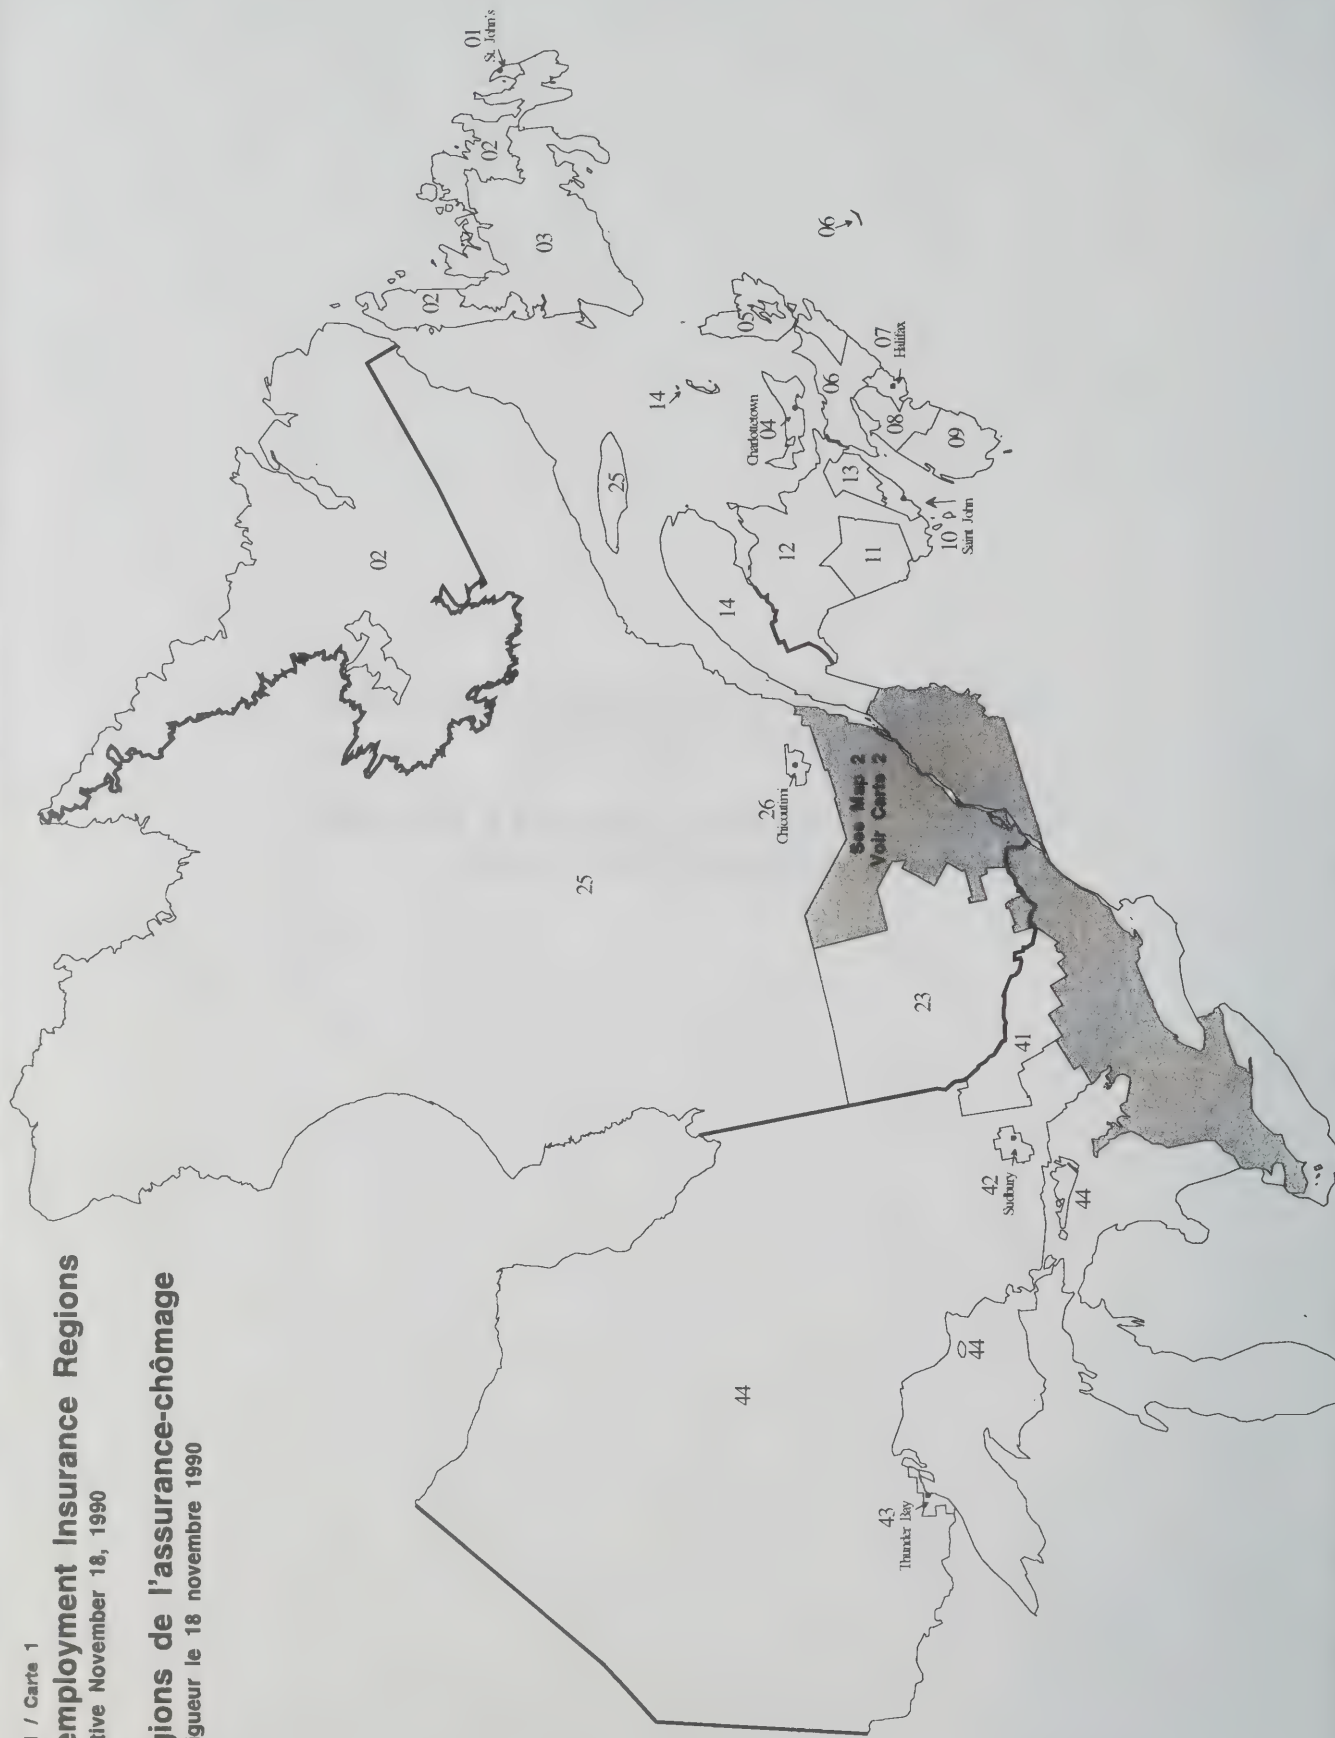 / Carte 1
employment Insurance Regions
tive November 18, 1990
gions de l'assurance-chômage
gueur le 18 novembre 1990
02
25
02
02
03
01
St. John's
25
14
06
05
Charlottetown
04
06
07
Halifax
08
09
13
10
Saint John
11
12
14
26
Chicoutimi
See Map 2
Voir Carte 2
23
41
42
Sudbury
44
44
44
43
Thunder Bay